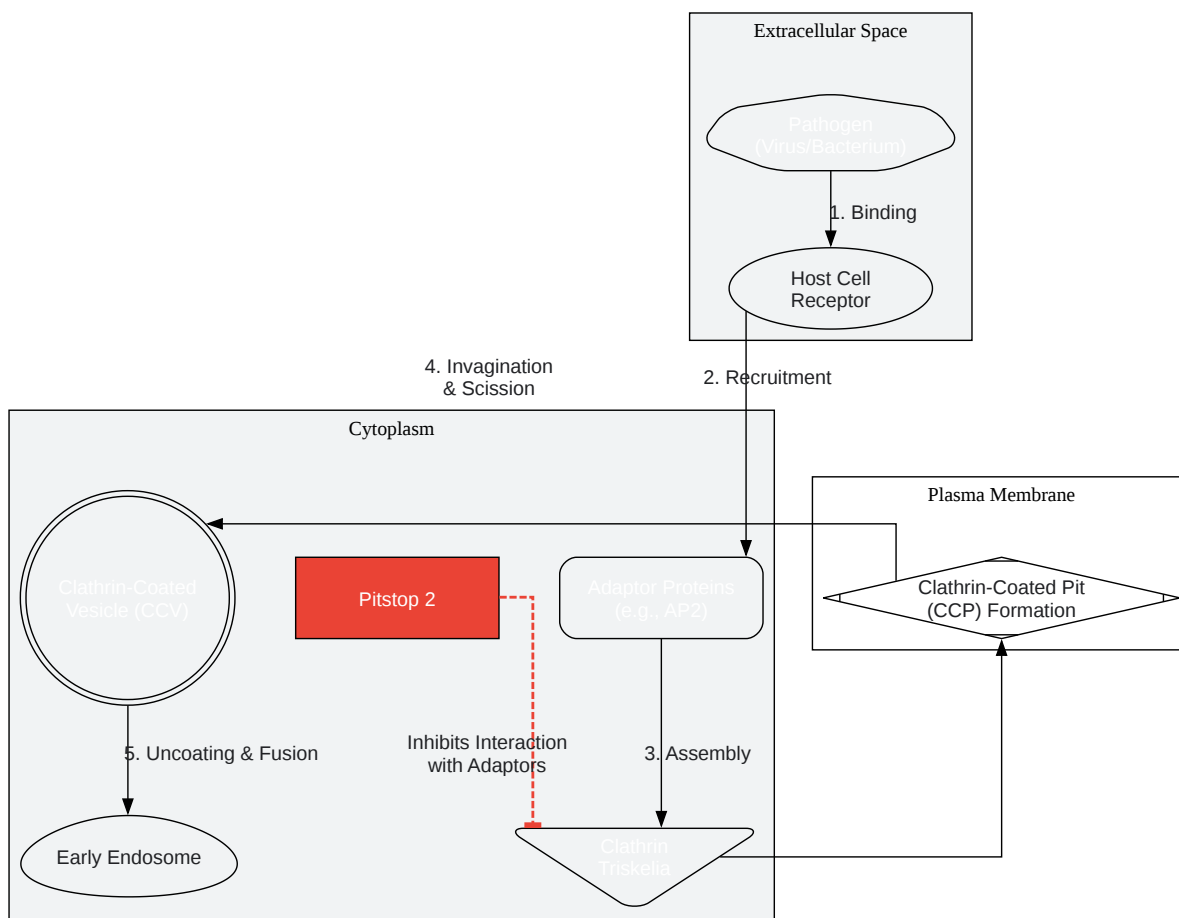 Extracellular Space
Pathogen
(Virus/Bacterium)
1. Binding
Host Cell
Receptor
4. Invagination
& Scission
2. Recruitment
Cytoplasm
Plasma Membrane
Clathrin-Coated
Vesicle (CCV)
Pitstop 2
Adaptor Proteins
(e.g., AP2)
Clathrin-Coated Pit
(CCP) Formation
5. Uncoating & Fusion
Inhibits Interaction
with Adaptors
3. Assembly
Early Endosome
Clathrin
Triskelia